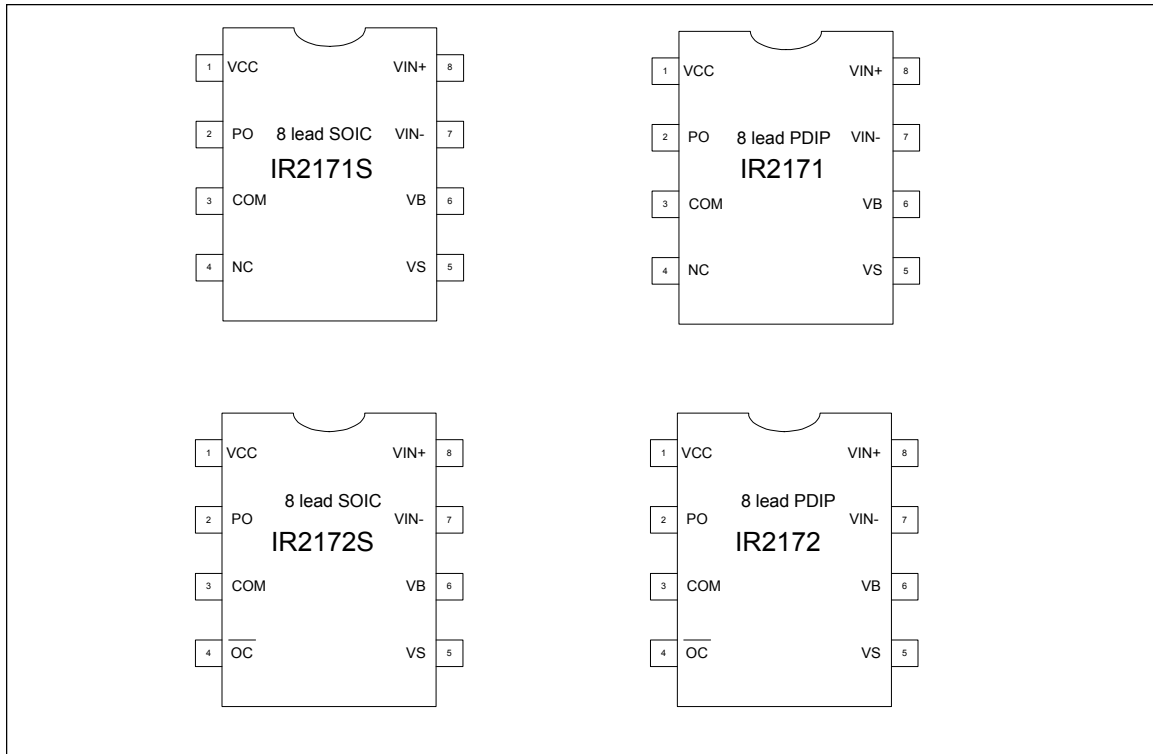 1 VCC VIN+ 8
2 PO 8 lead SOIC VIN- 7
IR2171S
3 COM VB 6
4 NC VS 5
1 VCC VIN+ 8
2 PO 8 lead PDIP VIN- 7
IR2171
3 COM VB 6
4 NC VS 5
1 VCC VIN+ 8
8 lead SOIC
2 PO VIN- 7
IR2172S
3 COM VB 6
4 O̅C̅ VS 5
1 VCC VIN+ 8
8 lead PDIP
2 PO VIN- 7
IR2172
3 COM VB 6
4 O̅C̅ VS 5